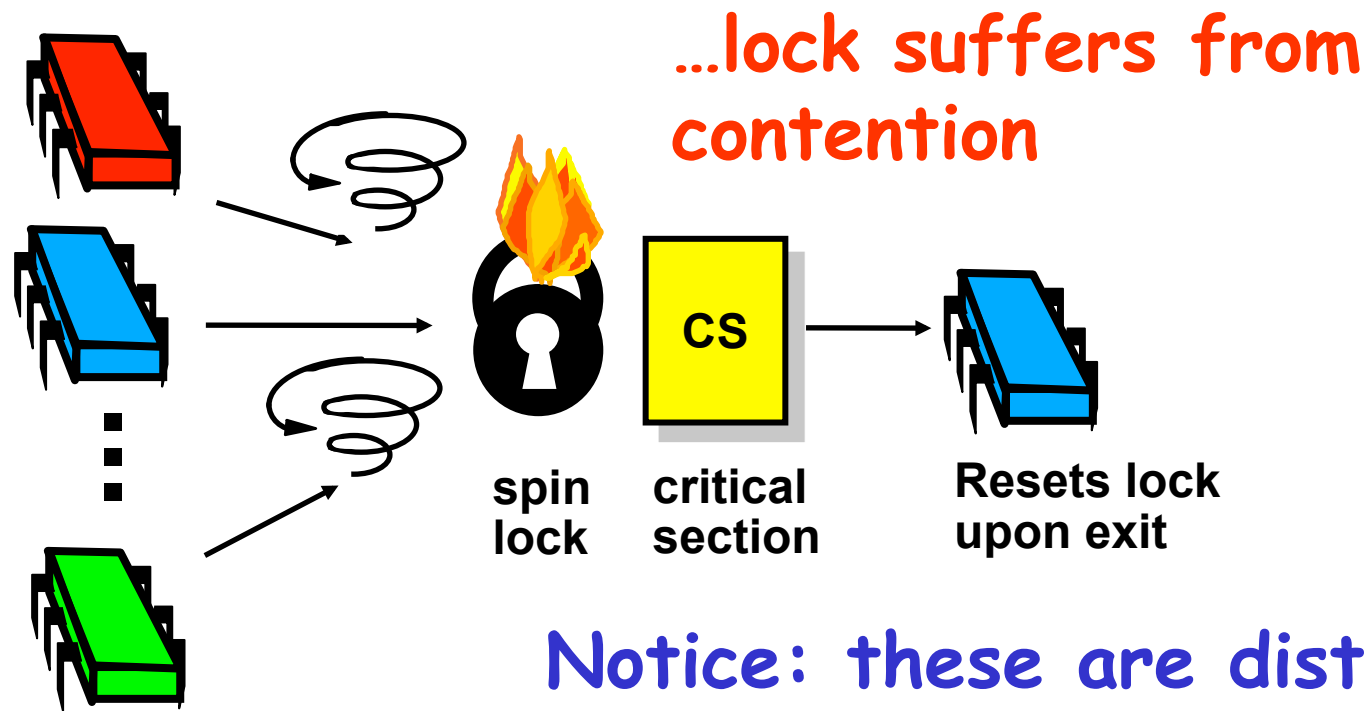 …lock suffers from
contention
CS
spin
lock
critical
section
Resets lock
upon exit
Notice: these are dist